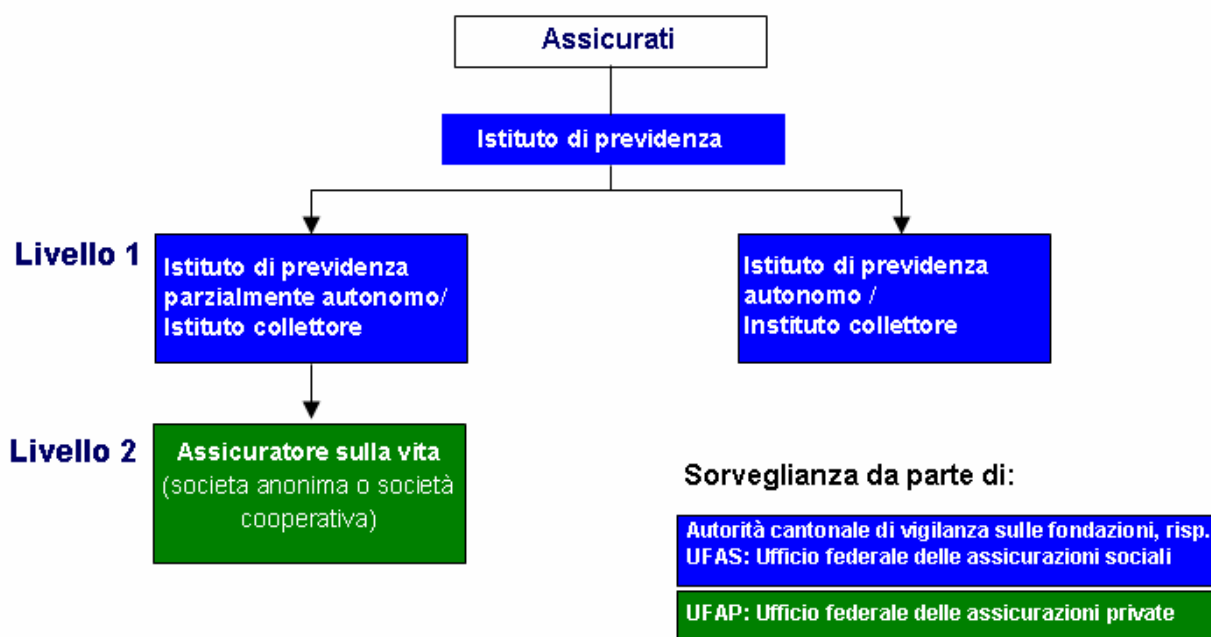 Assicurati
Istituto di previdenza
Livello 1
Istituto di previdenza
parzialmente autonomo/
Istituto collettore
Istituto di previdenza
autonomo /
Instituto collettore
Livello 2
Assicuratore sulla vita
(societa anonima o società
cooperativa)
Sorveglianza da parte di:
Autorità cantonale di vigilanza sulle fondazioni, risp.
UFAS: Ufficio federale delle assicurazioni sociali
UFAP: Ufficio federale delle assicurazioni private